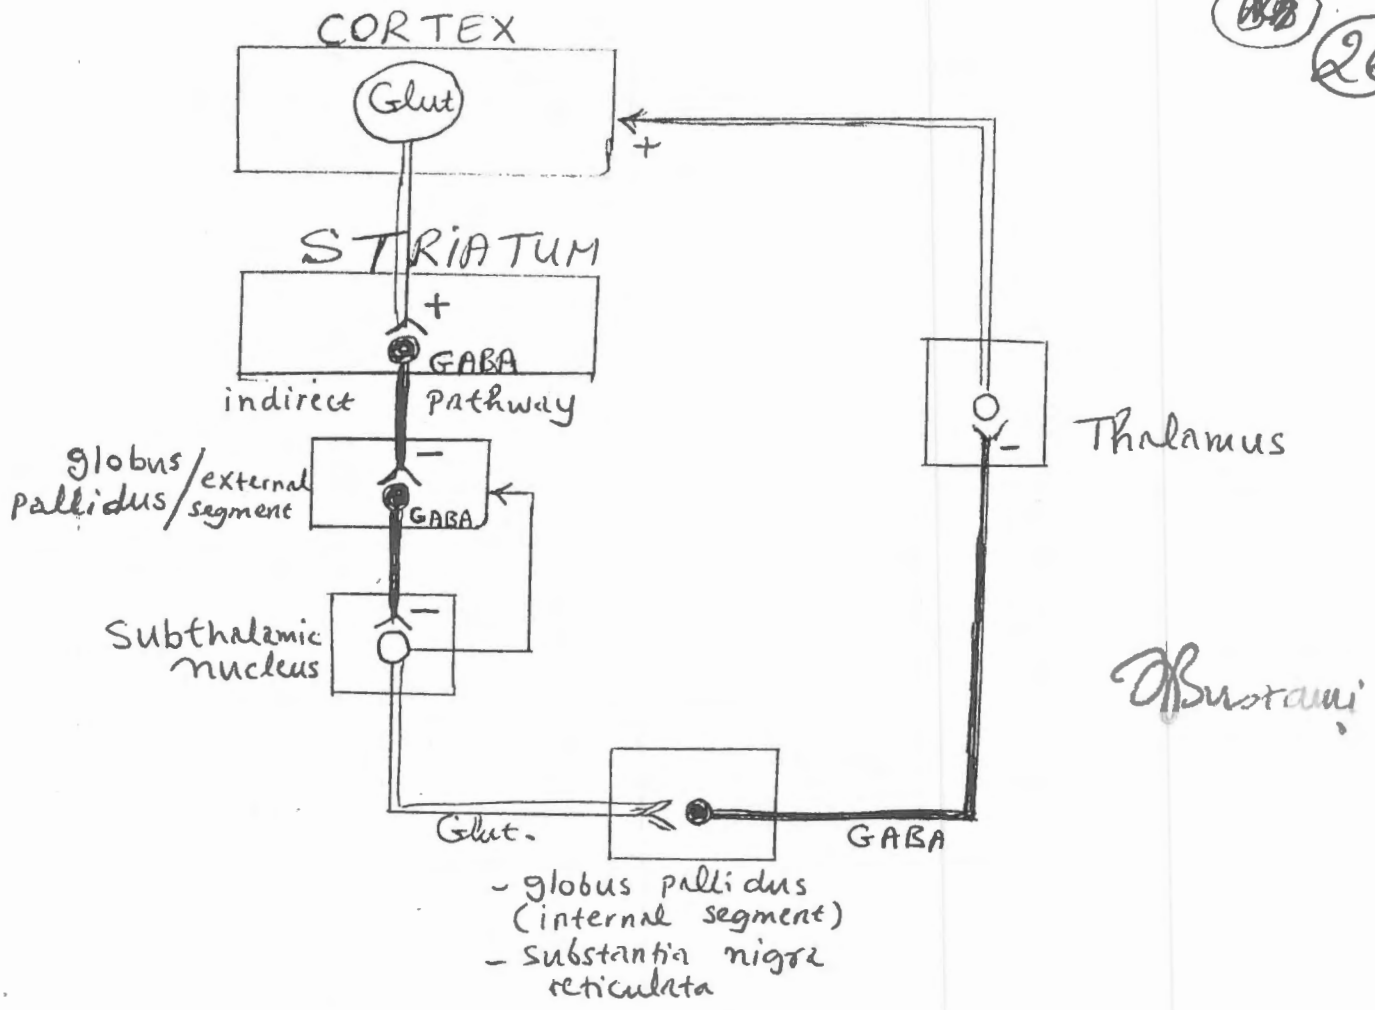 CORTEX
Glut
+
STRIATUM
+
GABA
indirect pathway
globus
pallidus/external
segment
−
GABA
Subthalamic
nucleus
−
Glut.
GABA
- globus pallidus
(internal segment)
- substantia nigra
reticulata
Thalamus
−